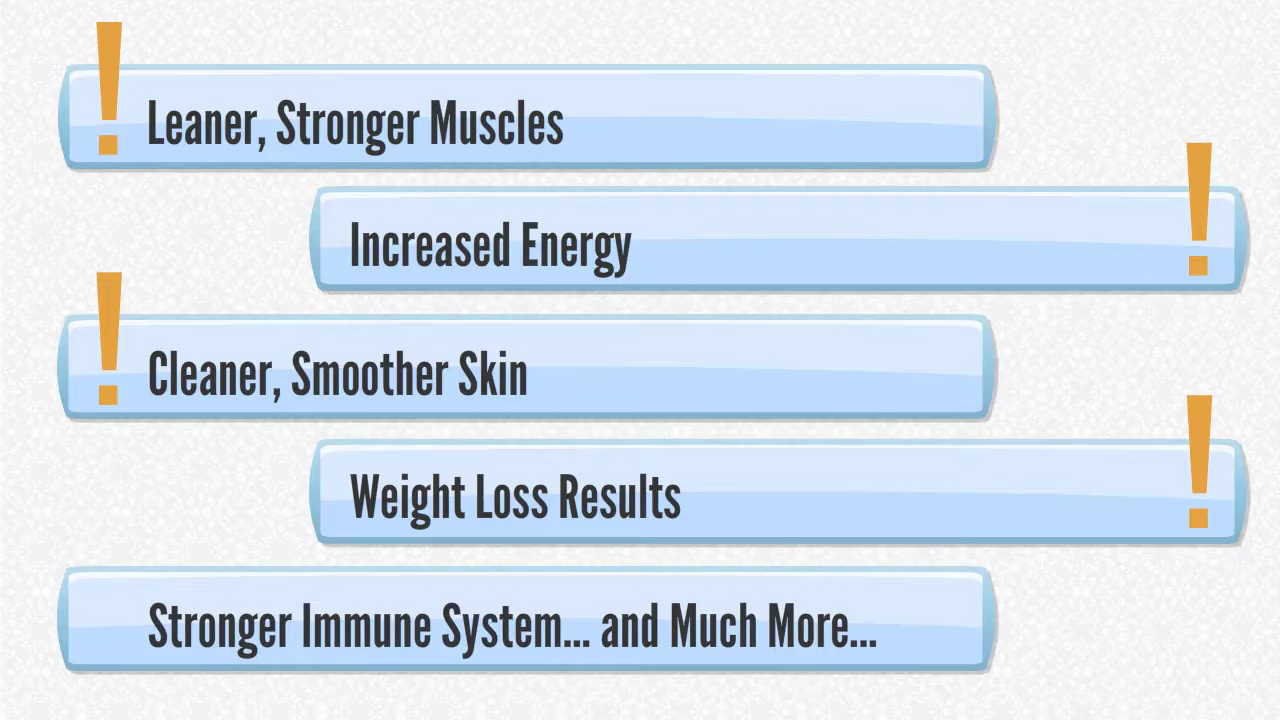 ! Leaner, Stronger Muscles
Increased Energy !
! Cleaner, Smoother Skin
Weight Loss Results !
Stronger Immune System... and Much More...